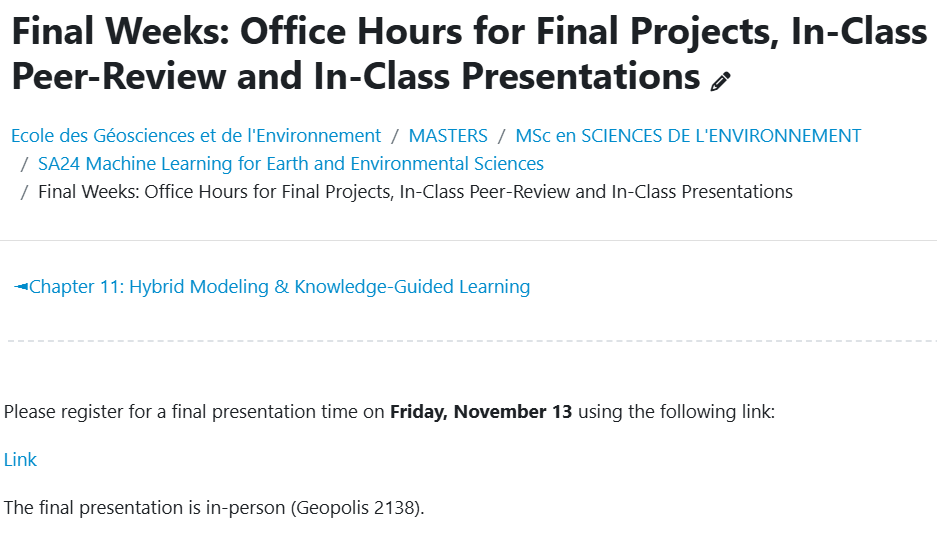 Final Weeks: Office Hours for Final Projects, In-Class
Peer-Review and In-Class Presentations
Ecole des Géosciences et de l'Environnement / MASTERS / MSc en SCIENCES DE L'ENVIRONNEMENT
/ SA24 Machine Learning for Earth and Environmental Sciences
/ Final Weeks: Office Hours for Final Projects, In-Class Peer-Review and In-Class Presentations
◄Chapter 11: Hybrid Modeling & Knowledge-Guided Learning
Please register for a final presentation time on Friday, November 13 using the following link:
Link
The final presentation is in-person (Geopolis 2138).